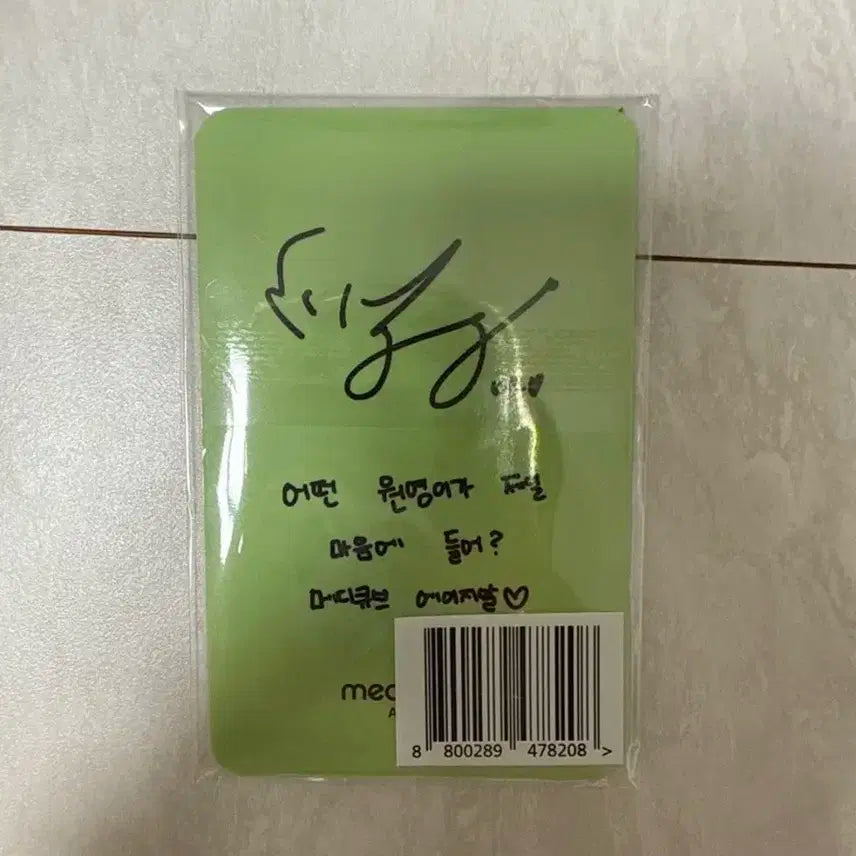 어떤 원영이가 제일
마음에 들어?
메디큐브 에이지알♡
med
A
8 800289 478208 >